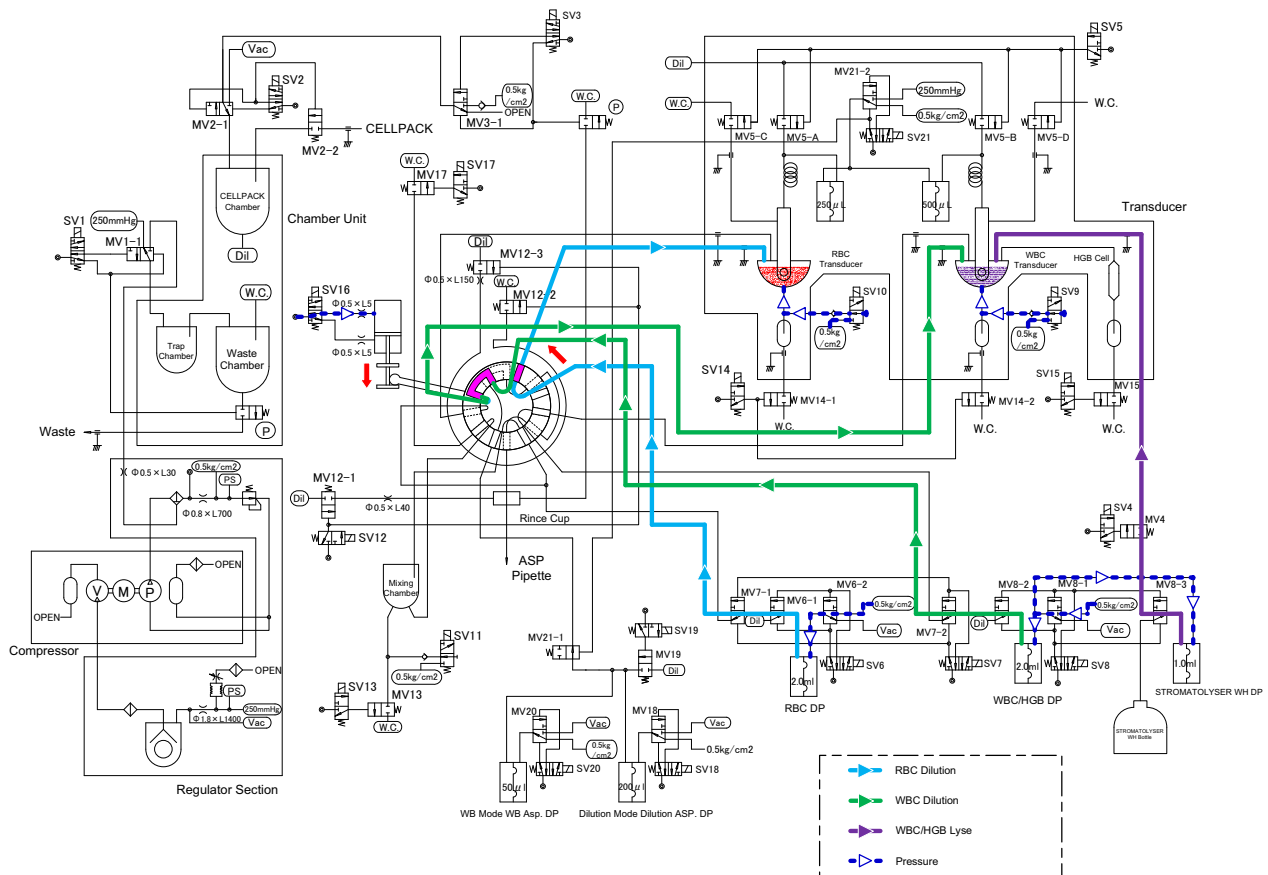 SV3
Vac
SV2
0.5kg
/cm2
OPEN
MV2-1
MV3-1
W.C.
P
CELLPACK
MV2-2
SV5
Dil
MV21-2
250mmHg
0.5kg/cm2
W.C.
W.C.
MV5-C
MV5-A
SV21
MV5-B
MV5-D
W.C.
SV17
MV17
CELLPACK
Chamber
Chamber Unit
250μL
500μL
Transducer
SV1
250mmHg
MV1-1
Dil
Dil
MV12-3
Φ0.5×L150
W.C.
MV12-2
RBC
Transducer
WBC
Transducer
HGB Cell
W.C.
SV16
Φ0.5×L5
Φ0.5×L5
SV10
0.5kg
/cm2
SV9
0.5kg
/cm2
Trap
Chamber
Waste
Chamber
SV14
SV15
MV15
MV14-1
MV14-2
W.C.
W.C.
W.C.
Waste
P
Φ0.5×L30
0.5kg/cm2
PS
Φ0.8×L700
MV12-1
Dil
Φ0.5×L40
SV12
Rince Cup
ASP
Pipette
SV4
MV4
OPEN
V
M
P
OPEN
Compressor
Mixing
Chamber
MV7-1
MV6-1
MV6-2
0.5kg/cm2
Dil
Vac
MV7-2
MV8-2
MV8-1
MV8-3
0.5kg/cm2
Dil
Vac
SV11
0.5kg/cm2
MV21-1
SV19
MV19
Dil
SV6
SV7
SV8
2.0ml
2.0ml
1.0ml
RBC DP
WBC/HGB DP
STROMATOLYSER WH DP
OPEN
PS
250mmHg
Φ1.8×L1400
Vac
SV13
MV13
W.C.
MV20
Vac
0.5kg
/cm2
SV20
50μl
MV18
Vac
0.5kg/cm2
SV18
200μl
STROMATOLYSER
WH Bottle
Regulator Section
WB Mode WB Asp. DP
Dilution Mode Dilution ASP. DP
RBC Dilution
WBC Dilution
WBC/HGB Lyse
Pressure